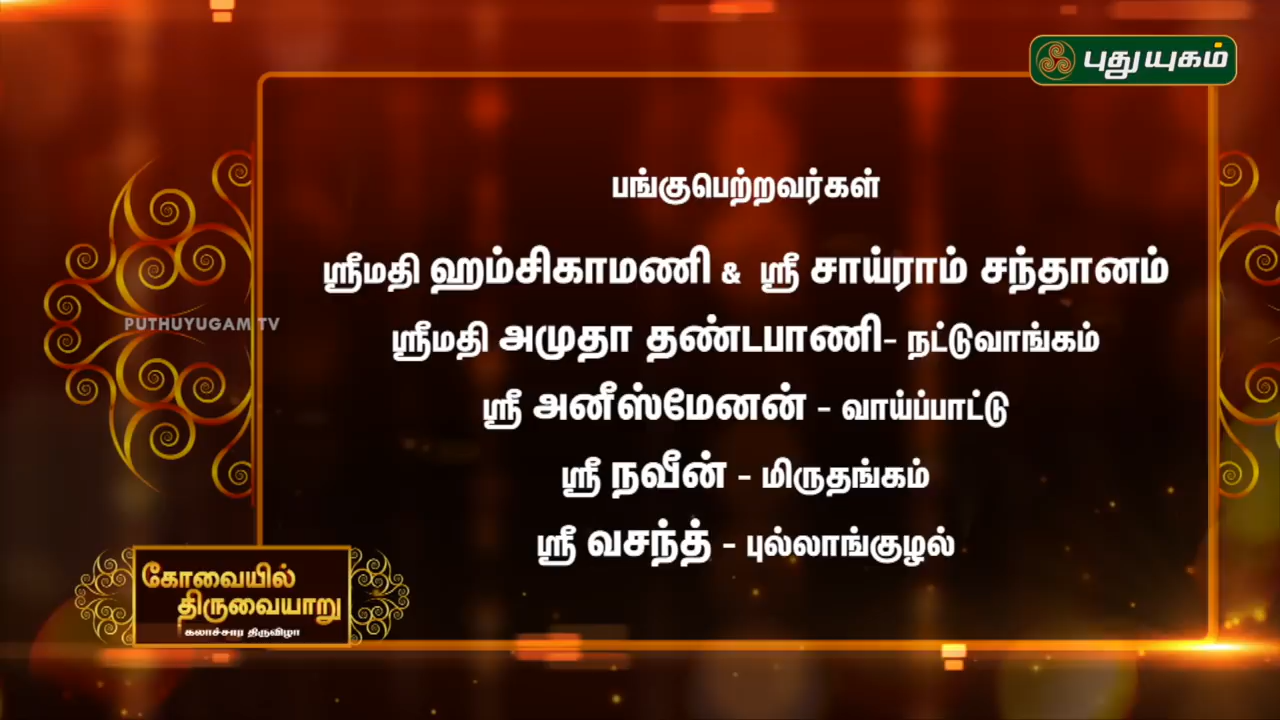 புதுயுகம்
பங்குபெற்றவர்கள்
ஸ்ரீமதி ஹம்சிகாமணி & ஸ்ரீ சாய்ராம் சந்தானம்
PUTHUYUGAM TV
ஸ்ரீமதி அமுதா தண்டபாணி- நட்டுவாங்கம்
ஸ்ரீ அனீஸ்மேனன் - வாய்ப்பாட்டு
ஸ்ரீ நவீன் - மிருதங்கம்
ஸ்ரீ வசந்த் - புல்லாங்குழல்
கோவையில்
திருவையாறு
கலாச்சார திருவிழா